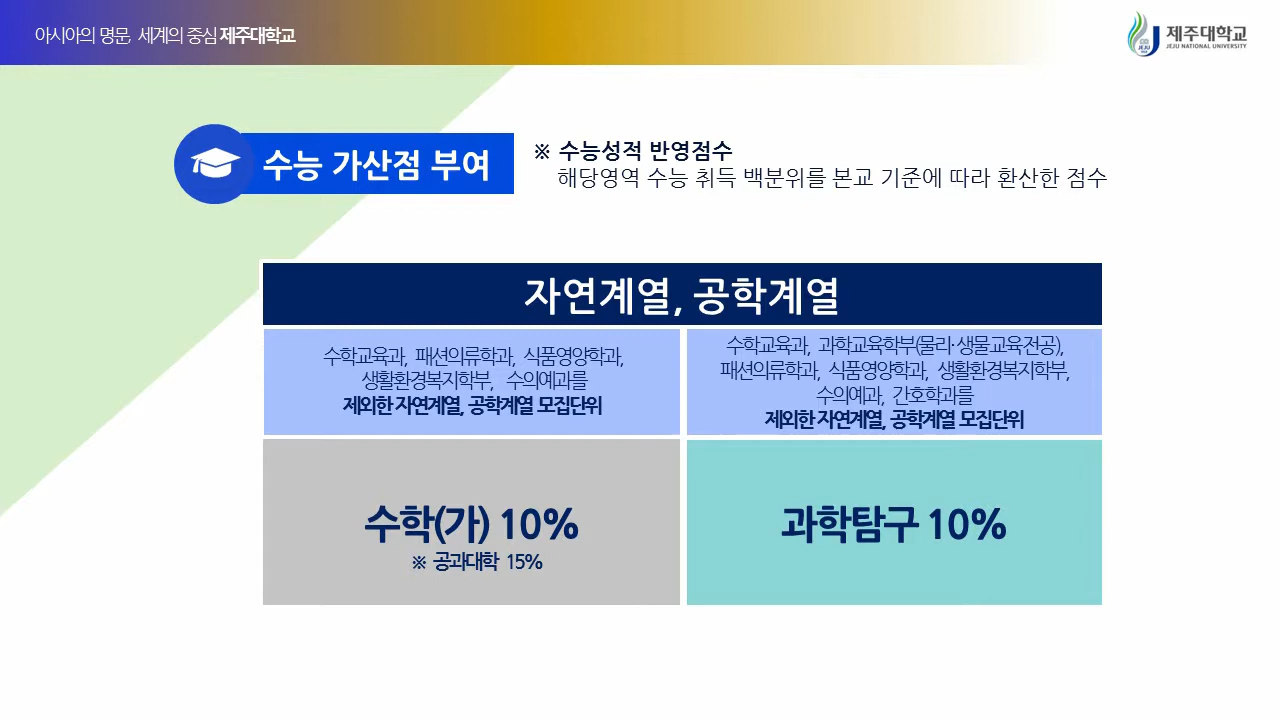 아시아의 명문, 세계의 중심 제주대학교
제주대학교
JEJU NATIONAL UNIVERSITY
JEJU
수능 가산점 부여
※ 수능성적 반영점수
해당영역 수능 취득 백분위를 본교 기준에 따라 환산한 점수
자연계열, 공학계열
수학교육과, 패션의류학과, 식품영양학과,
생활환경복지학부, 수의예과를
제외한 자연계열, 공학계열 모집단위
수학교육과, 과학교육학부(물리·생물교육전공),
패션의류학과, 식품영양학과, 생활환경복지학부,
수의예과, 간호학과를
제외한 자연계열, 공학계열 모집단위
수학(가) 10%
※ 공과대학 15%
과학탐구 10%